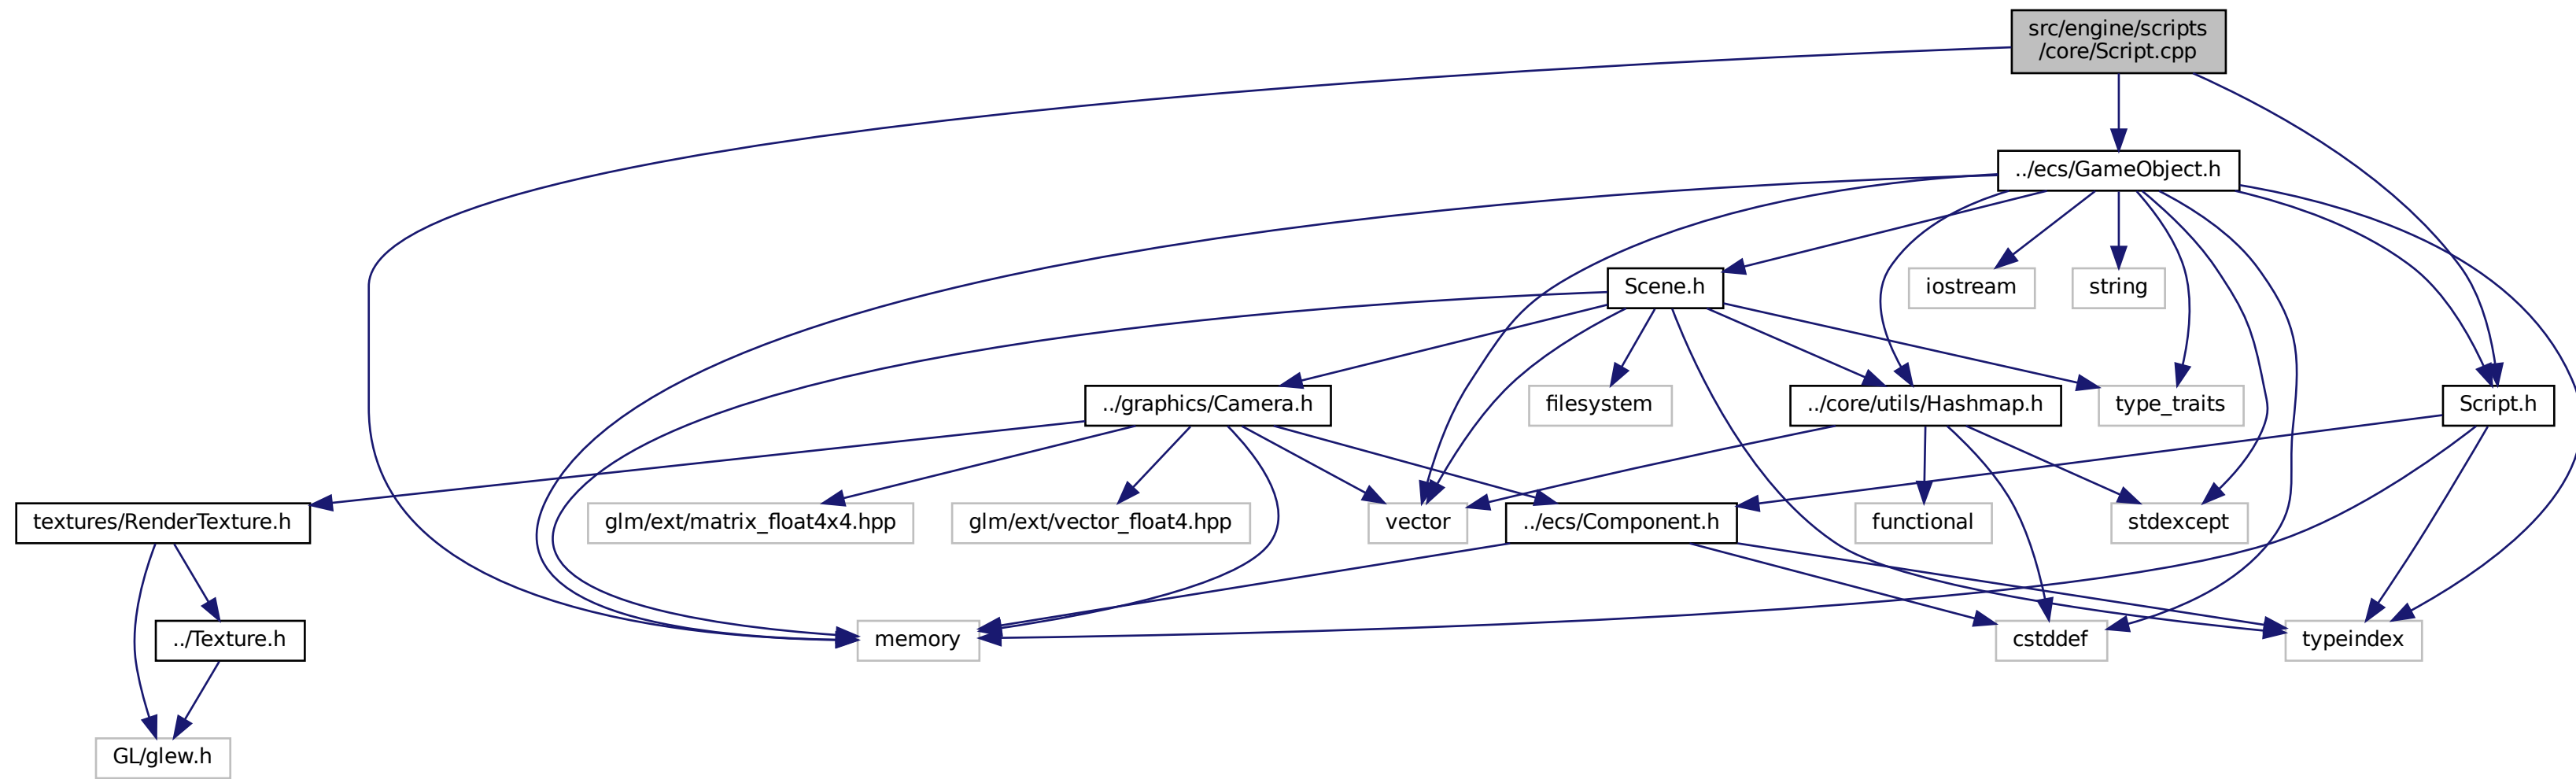 src/engine/scripts
/core/Script.cpp
../ecs/GameObject.h
Scene.h
iostream
string
../graphics/Camera.h
filesystem
../core/utils/Hashmap.h
type_traits
Script.h
textures/RenderTexture.h
glm/ext/matrix_float4x4.hpp
glm/ext/vector_float4.hpp
vector
../ecs/Component.h
functional
stdexcept
../Texture.h
memory
cstddef
typeindex
GL/glew.h